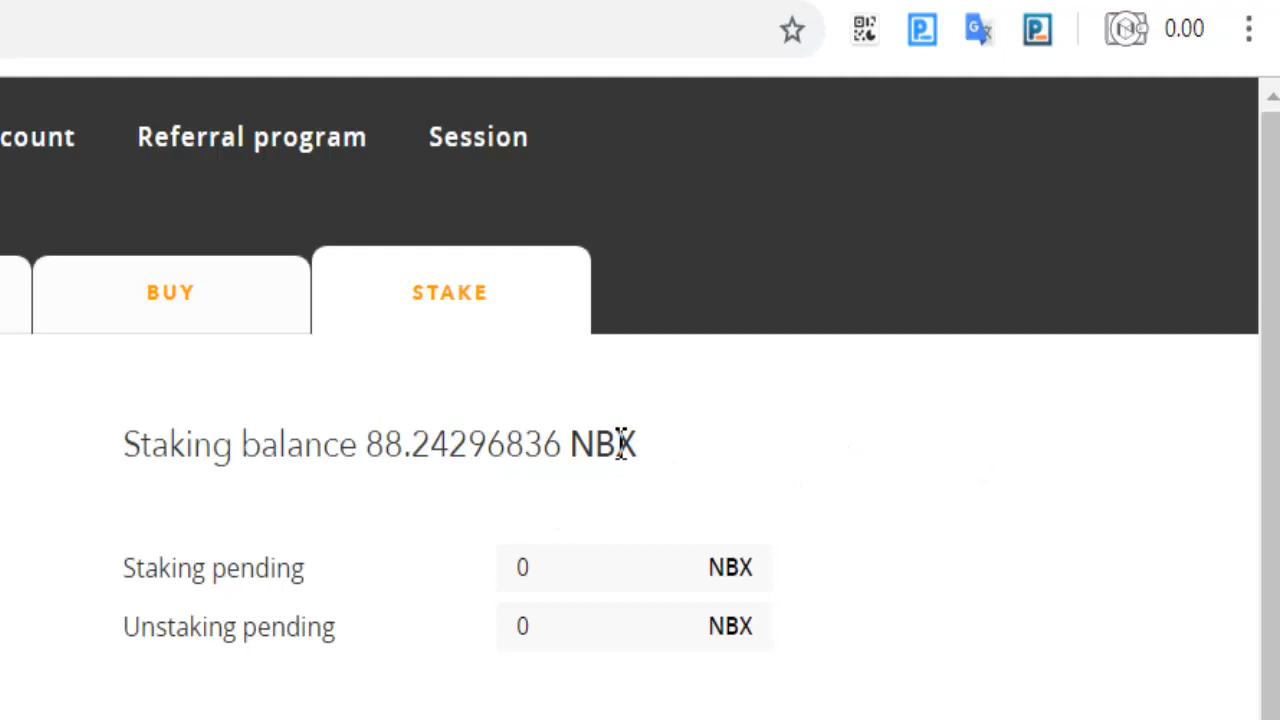 0.00
count Referral program Session
BUY STAKE
Staking balance 88.24296836 NBX
Staking pending 0 NBX
Unstaking pending 0 NBX